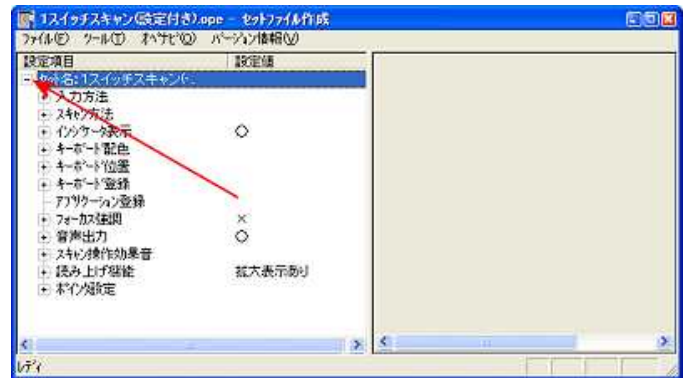 1スイッチスキャン(設定付き).ope - セットファイル作成
ファイル(F) ツール(T) オペナビ(O) バージョン情報(V)
設定項目 設定値
セット名:1スイッチスキャン(
入力方法
スキャン方法
インジケータ表示 ○
キーボード配色
キーボード位置
キーボード登録
アプリケーション登録
フォーカス強調 ×
音声出力 ○
スキャン操作効果音
読み上げ機能 拡大表示あり
ポインタ設定
レディ